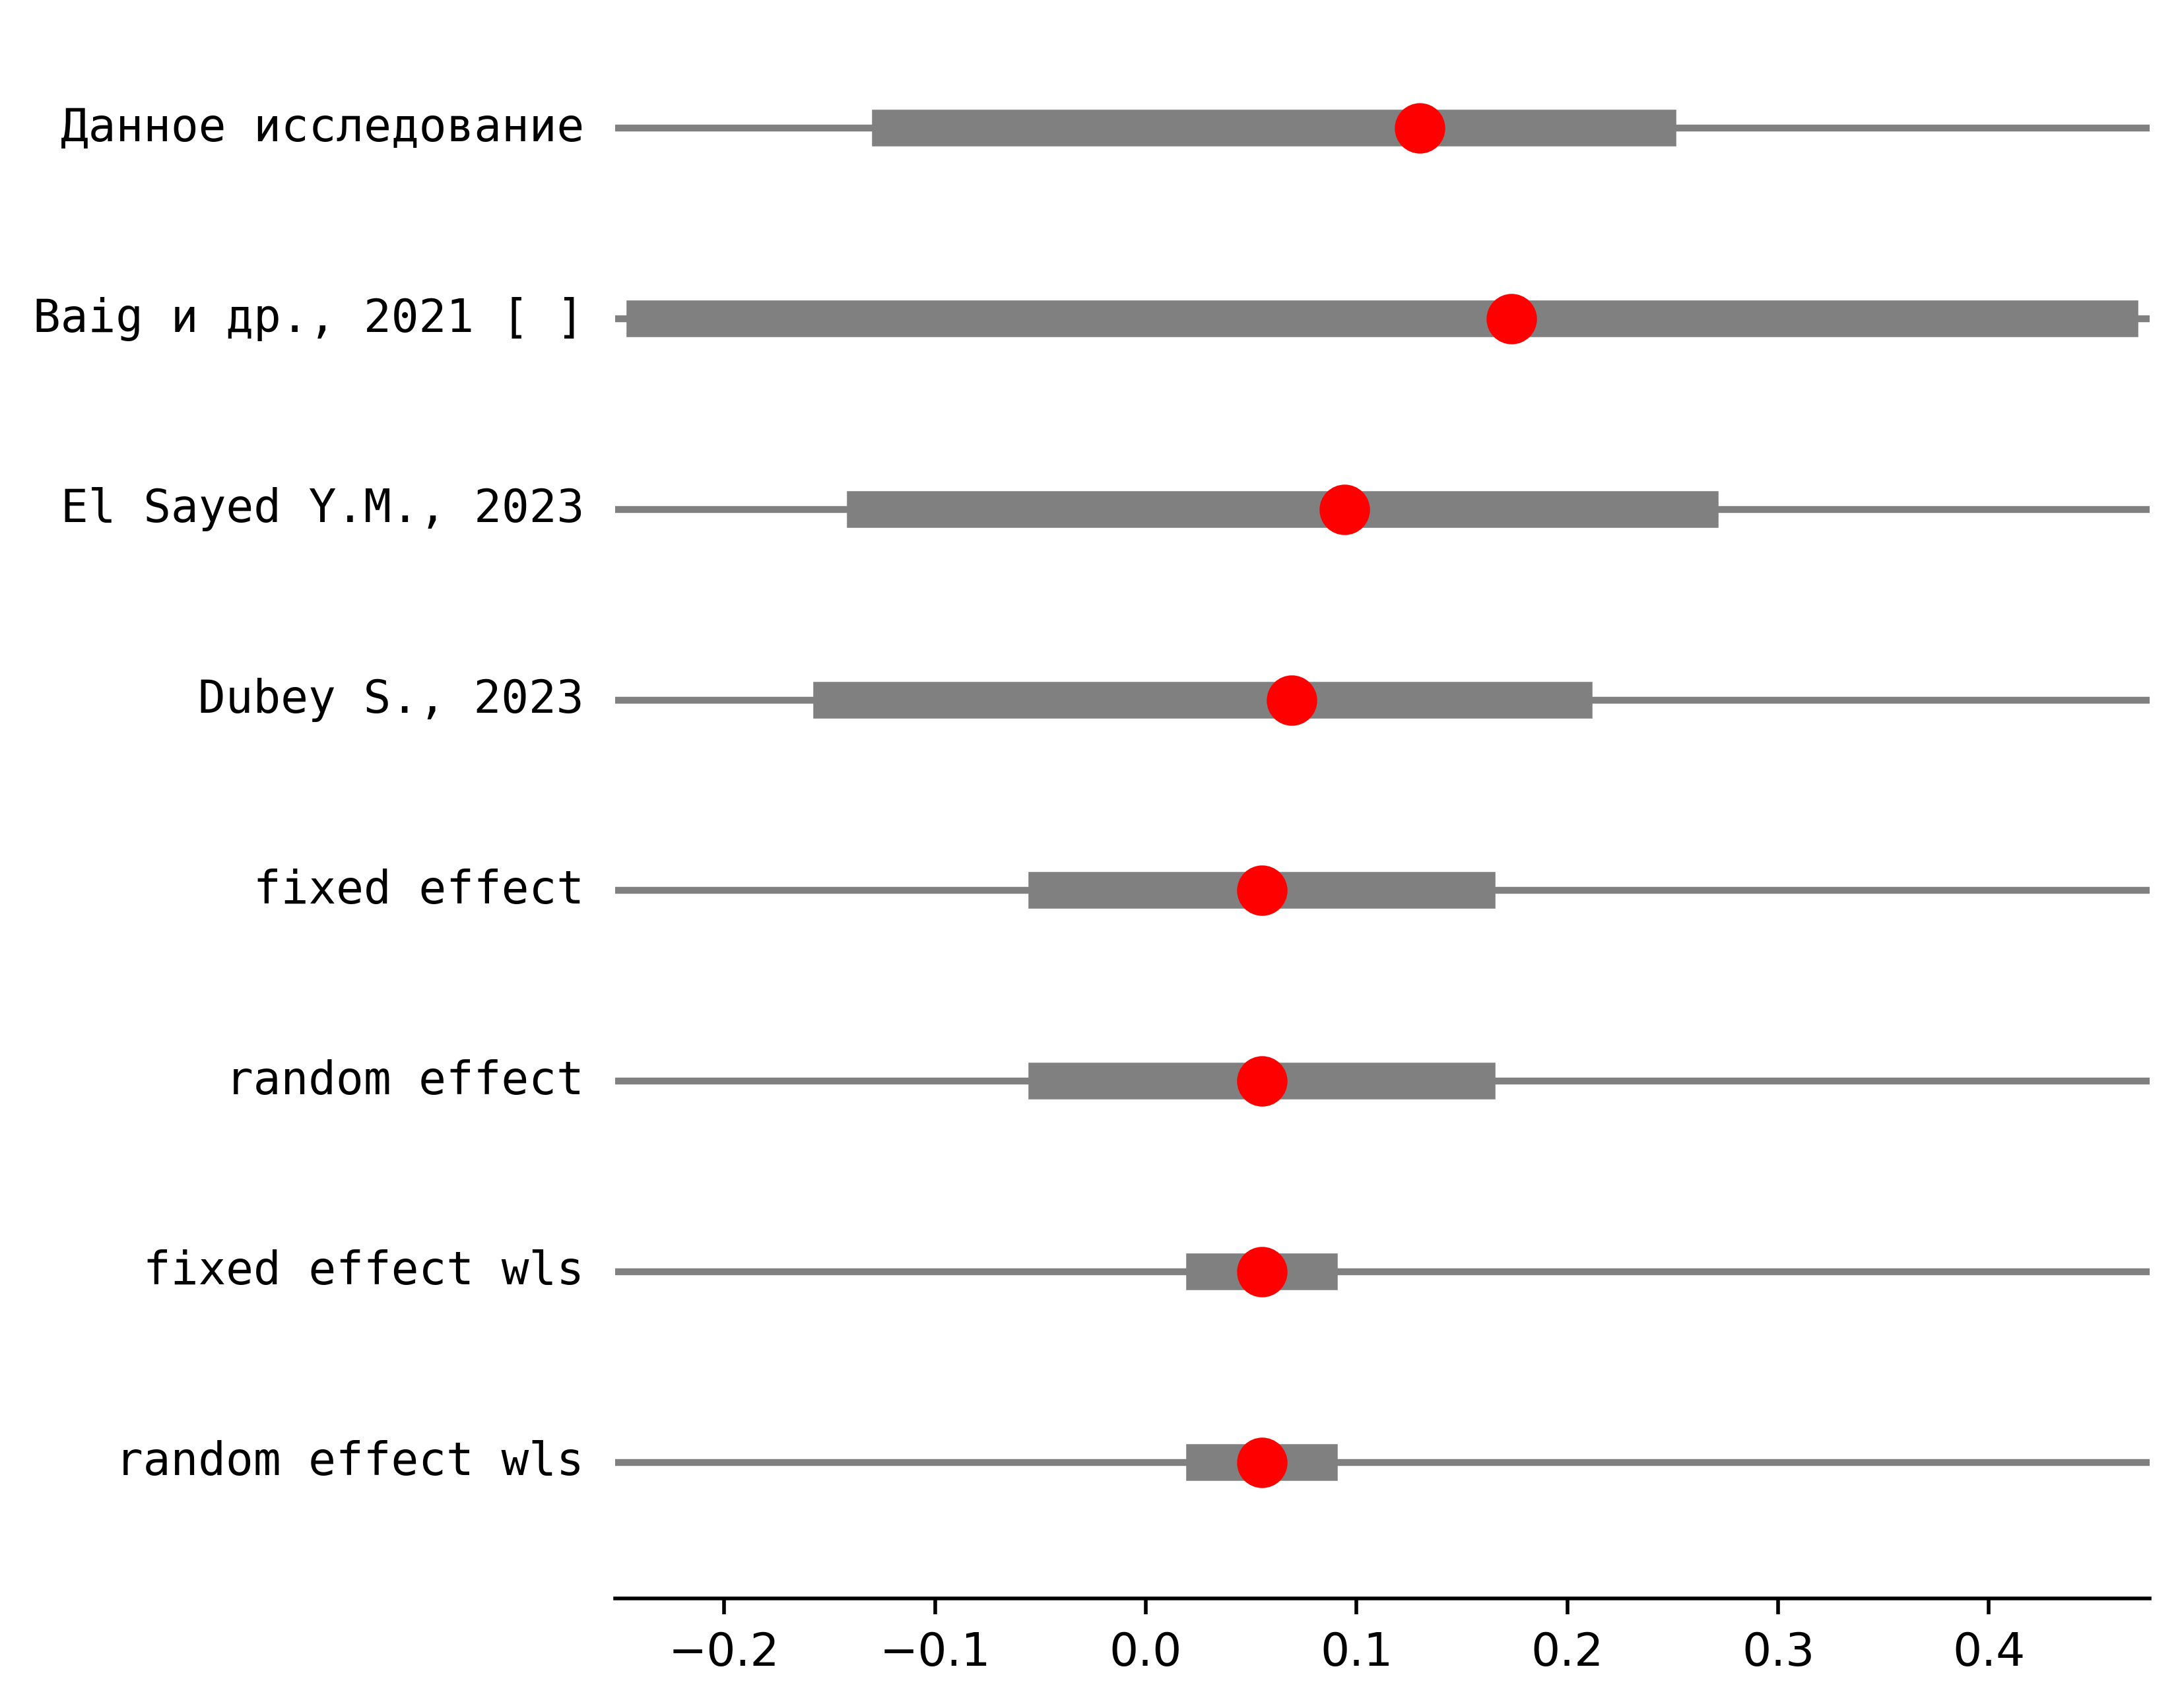 Данное исследование
Baig и др., 2021 [ ]
El Sayed Y.M., 2023
Dubey S., 2023
fixed effect
random effect
fixed effect wls
random effect wls
−0.2 −0.1 0.0 0.1 0.2 0.3 0.4